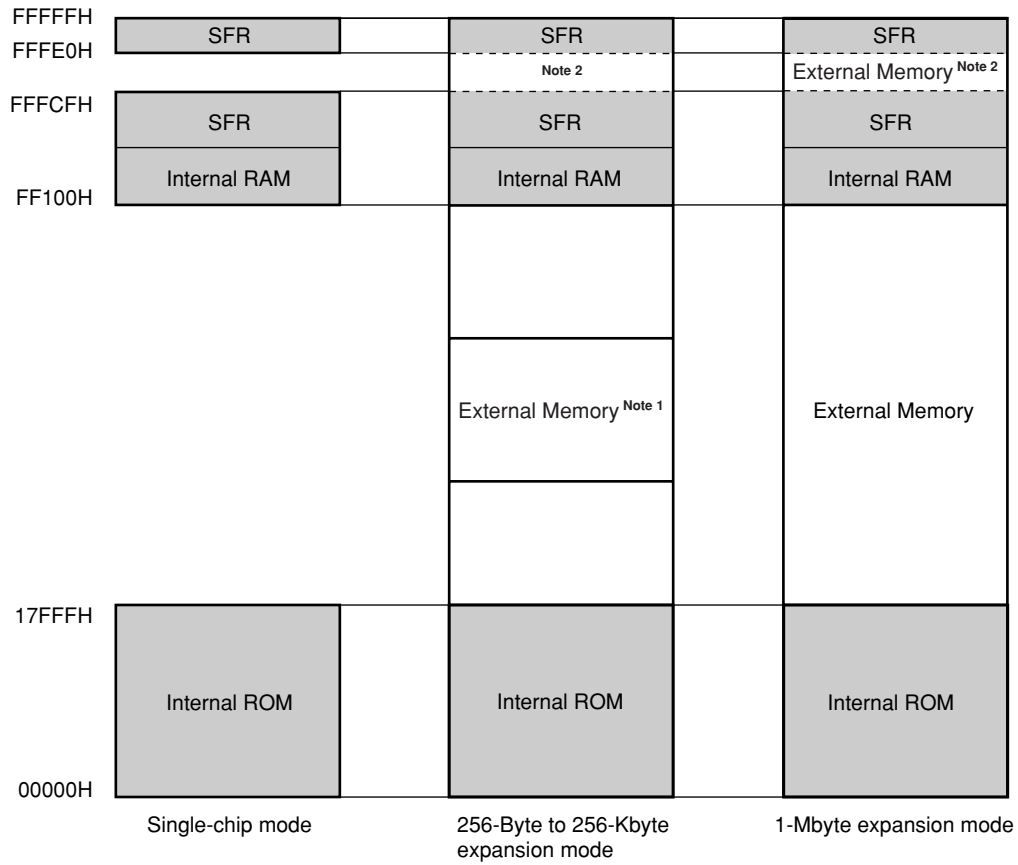 FFFFFH
SFR
SFR
SFR
FFFE0H
Note 2
External Memory Note 2
FFFCFH
SFR
SFR
SFR
Internal RAM
Internal RAM
Internal RAM
FF100H
External Memory Note 1
External Memory
17FFFH
Internal ROM
Internal ROM
Internal ROM
00000H
Single-chip mode
256-Byte to 256-Kbyte
expansion mode
1-Mbyte expansion mode